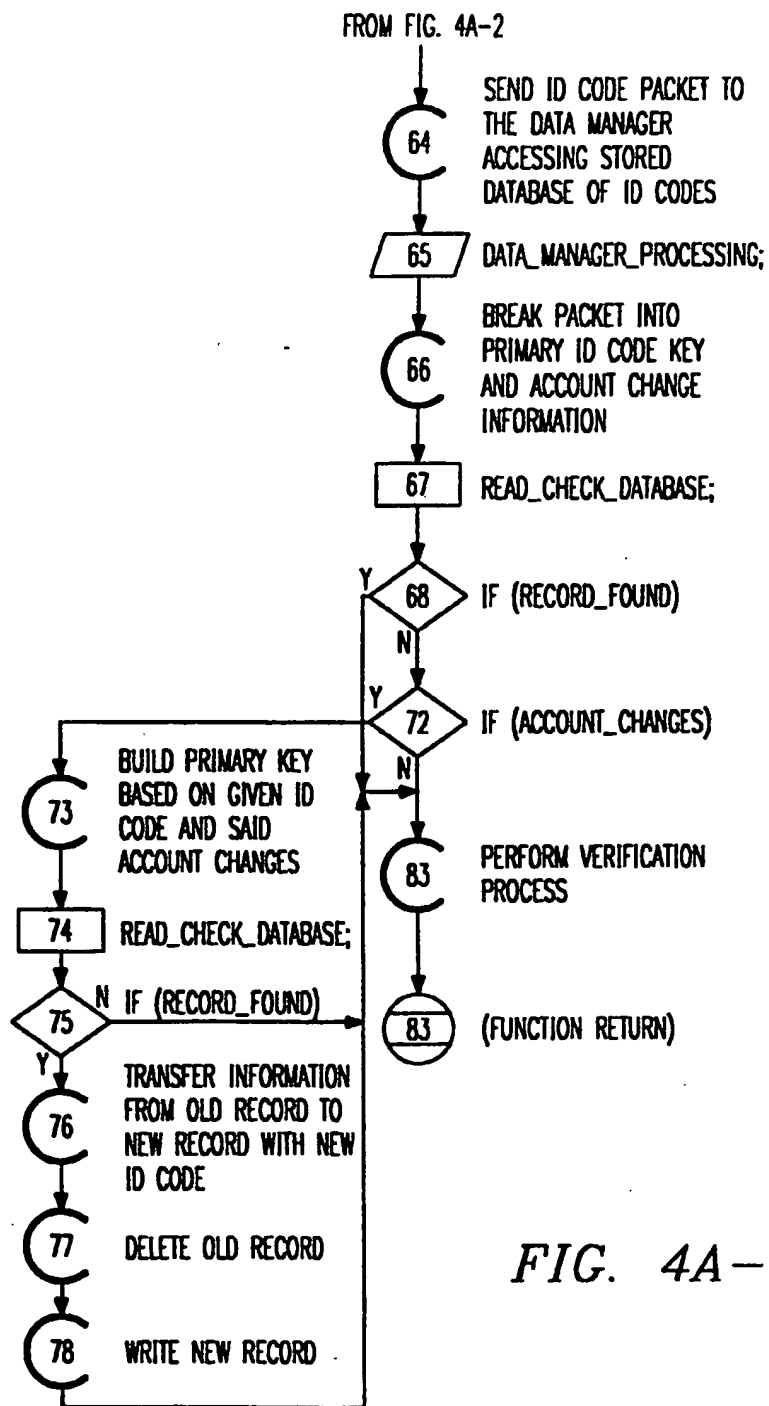 FROM FIG. 4A-2
64
SEND ID CODE PACKET TO
THE DATA MANAGER
ACCESSING STORED
DATABASE OF ID CODES
65
DATA_MANAGER_PROCESSING;
66
BREAK PACKET INTO
PRIMARY ID CODE KEY
AND ACCOUNT CHANGE
INFORMATION
67
READ_CHECK_DATABASE;
Y
68
IF (RECORD_FOUND)
N
Y
72
IF (ACCOUNT_CHANGES)
N
73
BUILD PRIMARY KEY
BASED ON GIVEN ID
CODE AND SAID
ACCOUNT CHANGES
83
PERFORM VERIFICATION
PROCESS
74
READ_CHECK_DATABASE;
75
N IF (RECORD_FOUND)
Y
83
(FUNCTION RETURN)
76
TRANSFER INFORMATION
FROM OLD RECORD TO
NEW RECORD WITH NEW
ID CODE
77
DELETE OLD RECORD
78
WRITE NEW RECORD
FIG. 4A-